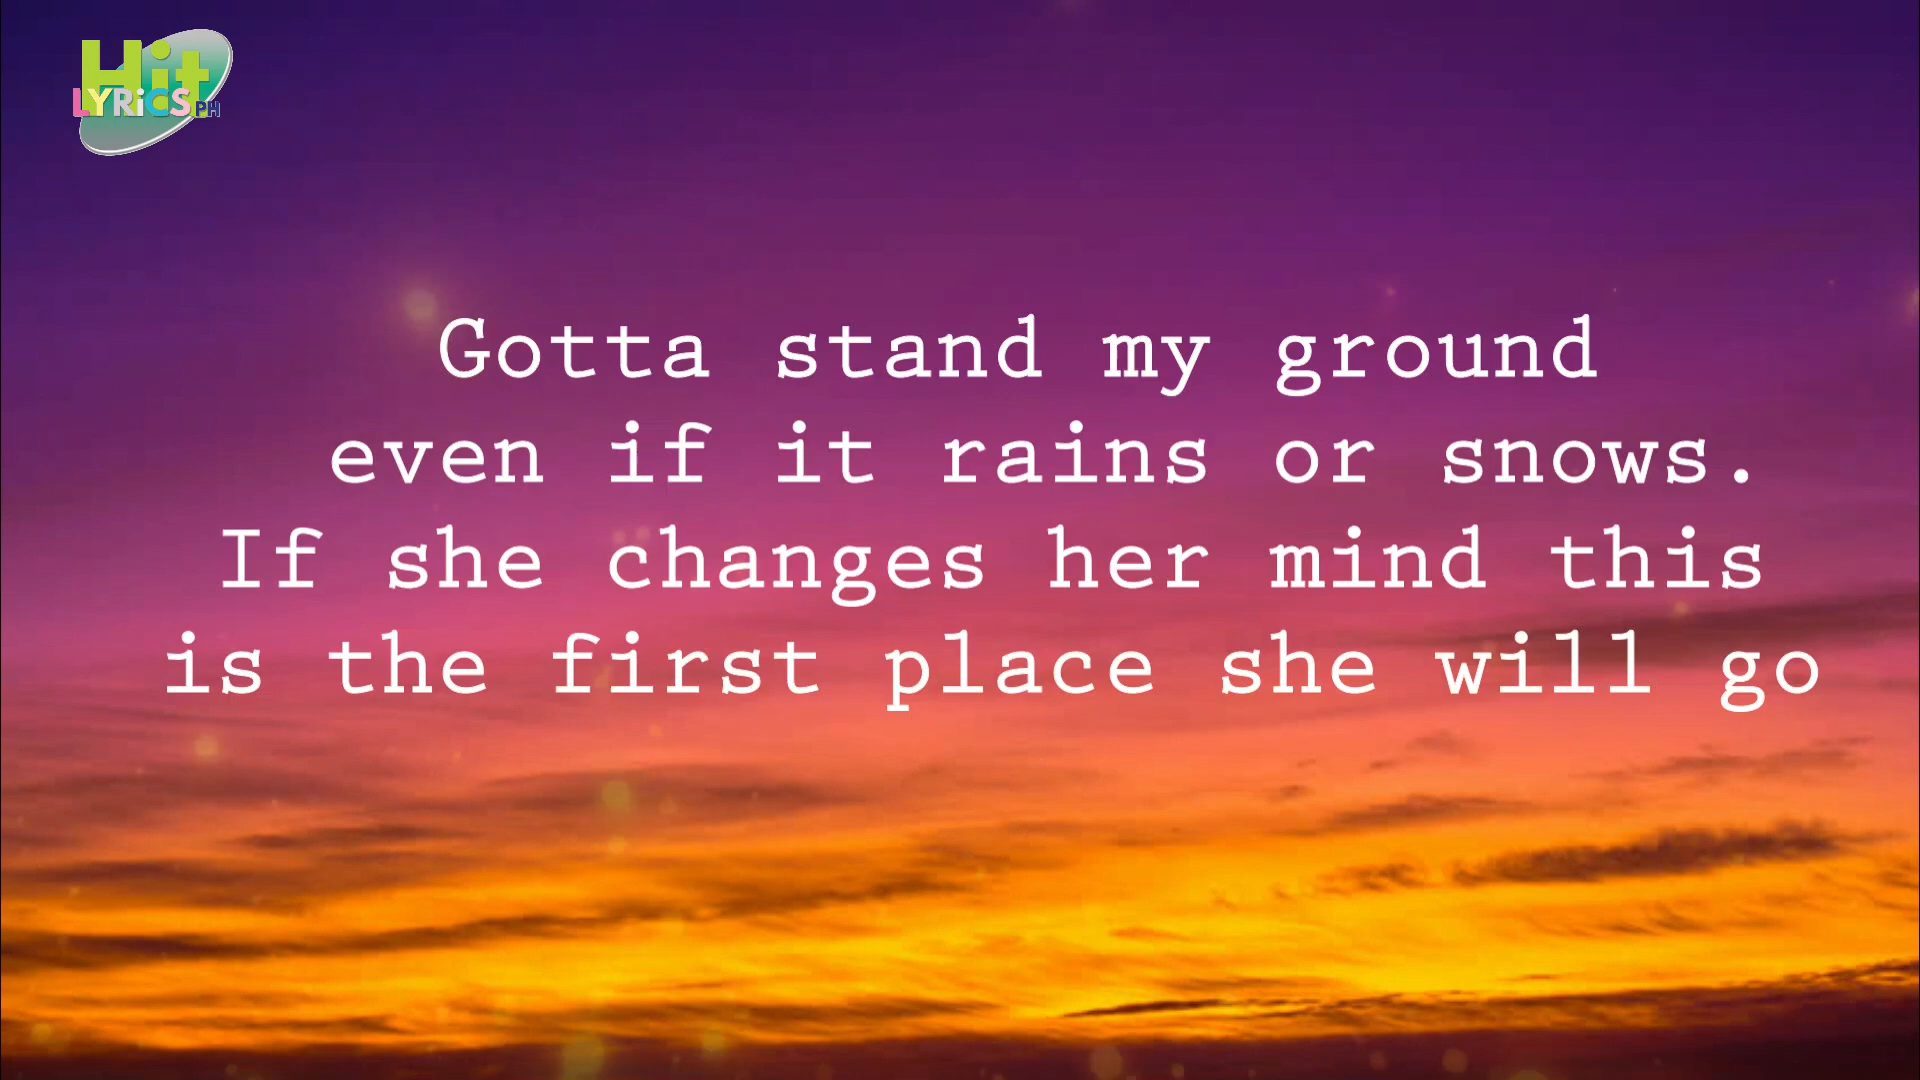 Hit
LYRiCS PH
Gotta stand my ground
even if it rains or snows.
If she changes her mind this
is the first place she will go